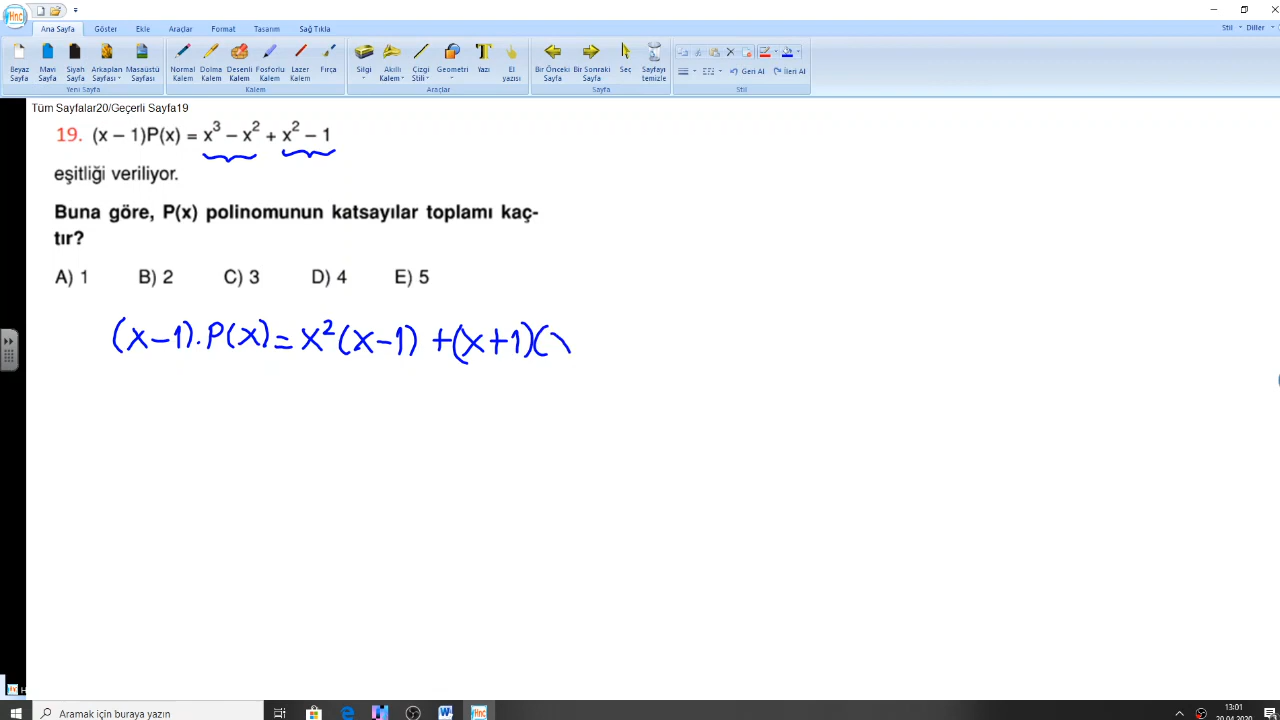 Ana Sayfa Göster Ekle Araçlar Format Tasarım Sağ Tıkla
Stil Diller
Beyaz Sayfa Mavi Sayfa Siyah Sayfa Arkaplan Sayfası Masaüstü Sayfası Normal Kalem Dolma Kalem Desenli Kalem Fosforlu Kalem Lazer Kalem Fırça Silgi Akıllı Kalem Çizgi Stili Geometri Yazı El yazısı Bir Önceki Sayfa Bir Sonraki Sayfa Sec Sayfayı temizle Geri Al İleri Al
Yeni Sayfa Kalem Araçlar Sayfa Stil
Tüm Sayfalar20/Geçerli Sayfa19
19. (x – 1)P(x) = x³ – x² + x² – 1
eşitliği veriliyor.
Buna göre, P(x) polinomunun katsayılar toplamı kaç-
tır?
A) 1 B) 2 C) 3 D) 4 E) 5
(x-1).P(x)=x²(x-1)+(x+1)(
Aramak için buraya yazın
13:01
20.04.2020